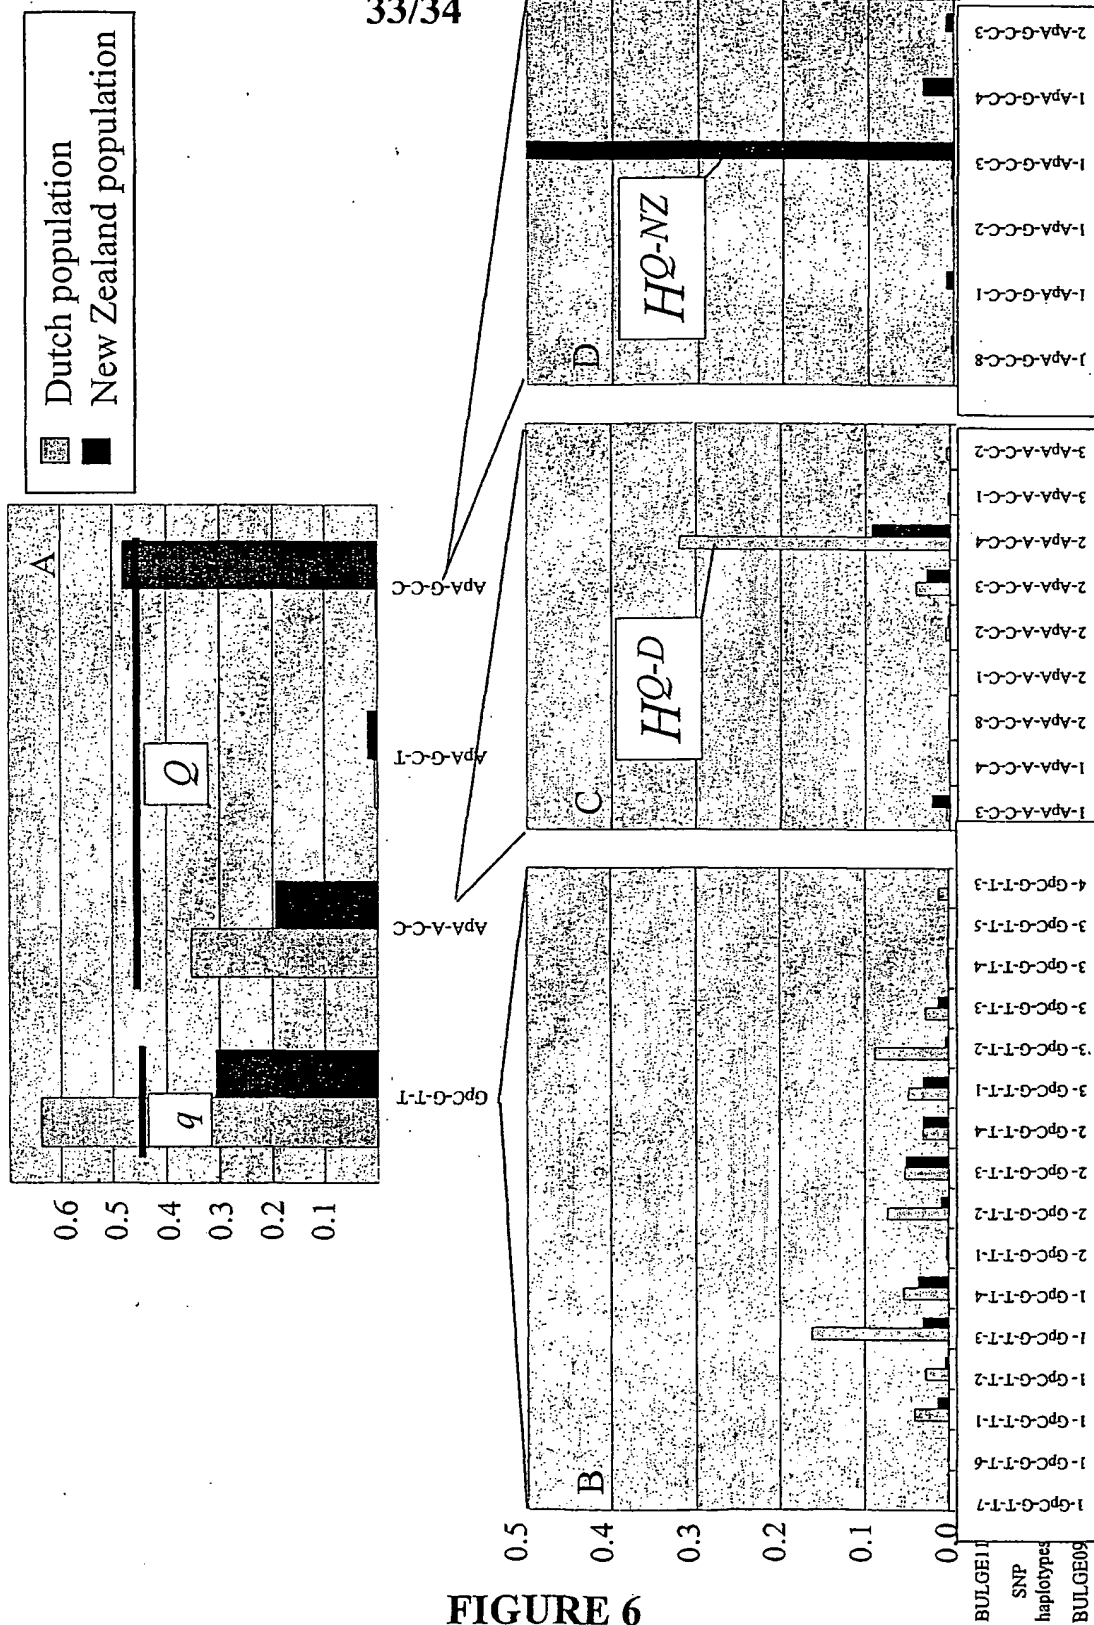 33/34
Dutch population
New Zealand population
A
0.6
0.5
0.4
0.3
0.2
0.1
q
Q
GpC-G-T-T
ApA-A-C-C
ApA-G-C-T
ApA-G-C-C
B
0.5
0.4
0.3
0.2
0.1
0.0
C
HQ-D
D
HQ-NZ
BULGE11
SNP
haplotypes
BULGE09
1-GpC-G-T-T-7
1-GpC-G-T-T-6
1-GpC-G-T-T-1
1-GpC-G-T-T-2
1-GpC-G-T-T-3
1-GpC-G-T-T-4
2-GpC-G-T-T-1
2-GpC-G-T-T-2
2-GpC-G-T-T-3
2-GpC-G-T-T-4
3-GpC-G-T-T-1
3-GpC-G-T-T-2
3-GpC-G-T-T-3
3-GpC-G-T-T-4
3-GpC-G-T-T-5
4-GpC-G-T-T-3
1-ApA-A-C-C-3
1-ApA-A-C-C-4
2-ApA-A-C-C-8
2-ApA-A-C-C-1
2-ApA-A-C-C-2
2-ApA-A-C-C-3
2-ApA-A-C-C-4
3-ApA-A-C-C-1
3-ApA-A-C-C-2
1-ApA-G-C-C-8
1-ApA-G-C-C-1
1-ApA-G-C-C-2
1-ApA-G-C-C-3
1-ApA-G-C-C-4
2-ApA-G-C-C-3
FIGURE 6